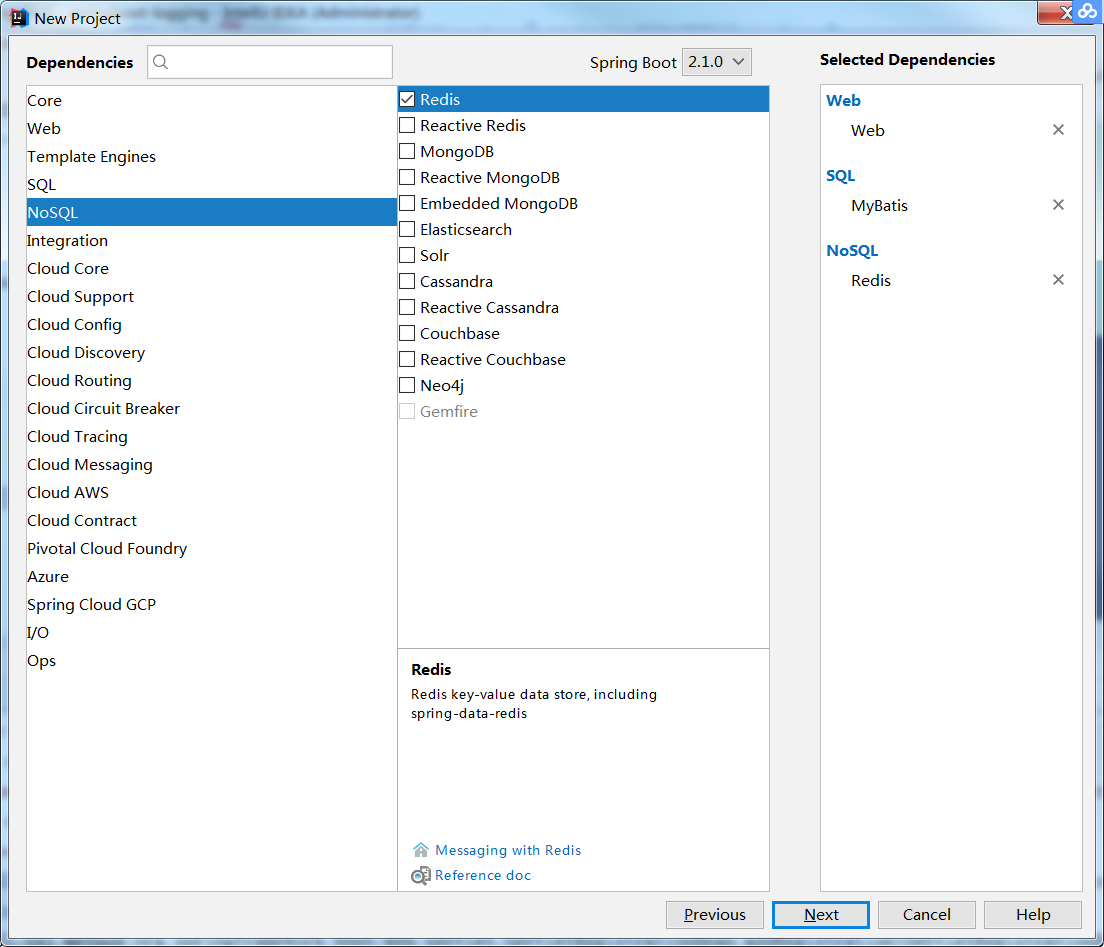 New Project
Dependencies
Spring Boot 2.1.0
Selected Dependencies
Core
Web
Template Engines
SQL
NoSQL
Integration
Cloud Core
Cloud Support
Cloud Config
Cloud Discovery
Cloud Routing
Cloud Circuit Breaker
Cloud Tracing
Cloud Messaging
Cloud AWS
Cloud Contract
Pivotal Cloud Foundry
Azure
Spring Cloud GCP
I/O
Ops
Redis
Reactive Redis
MongoDB
Reactive MongoDB
Embedded MongoDB
Elasticsearch
Solr
Cassandra
Reactive Cassandra
Couchbase
Reactive Couchbase
Neo4j
Gemfire
Redis
Redis key-value data store, including
spring-data-redis
Messaging with Redis
Reference doc
Web
Web
SQL
MyBatis
NoSQL
Redis
Previous
Next
Cancel
Help